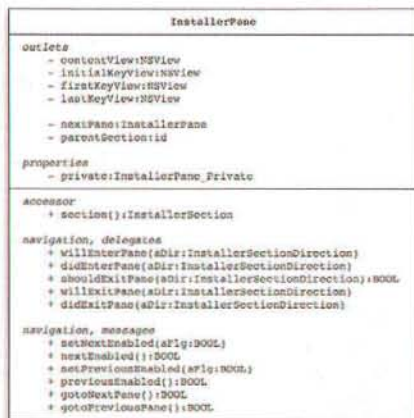 InstallerPane
outlets
- contentView:NSView
- initialKeyView:NSView
- firstKeyView:NSView
- lastKeyView:NSView
- nextPane:InstallerPane
- parentSection:id
properties
- private:InstallerPane_Private
accessor
+ section():InstallerSection
navigation, delegates
+ willEnterPane(aDir:InstallerSectionDirection)
+ didEnterPane(aDir:InstallerSectionDirection)
+ shouldExitPane(aDir:InstallerSectionDirection):BOOL
+ willExitPane(aDir:InstallerSectionDirection)
+ didExitPane(aDir:InstallerSectionDirection)
navigation, messages
+ setNextEnabled(aFlg:BOOL)
+ nextEnabled():BOOL
+ setPreviousEnabled(aFlg:BOOL)
+ previousEnabled():BOOL
+ gotoNextPane():BOOL
+ gotoPreviousPane():BOOL